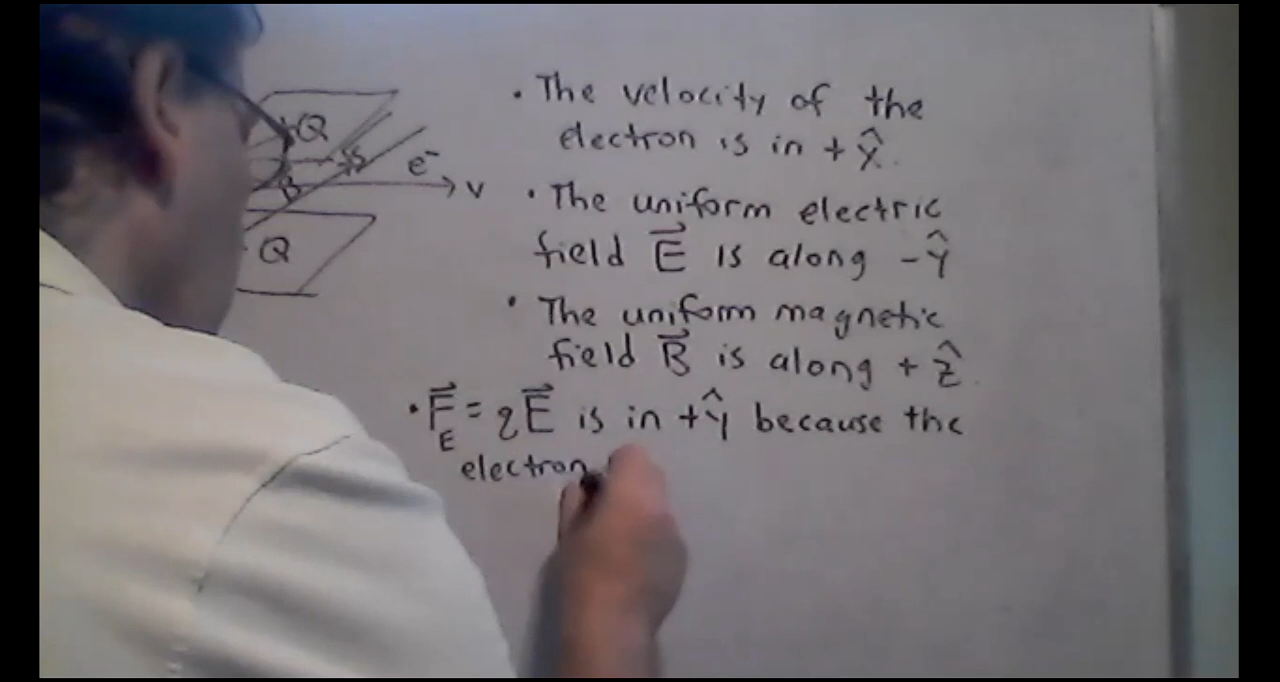 Q
B
e⁻
v
Q
• The velocity of the
electron is in + x̂.
• The uniform electric
field E⃗ is along - ŷ
• The uniform magnetic
field B⃗ is along + ẑ.
• F⃗_E = qE⃗ is in + ŷ because the
electron